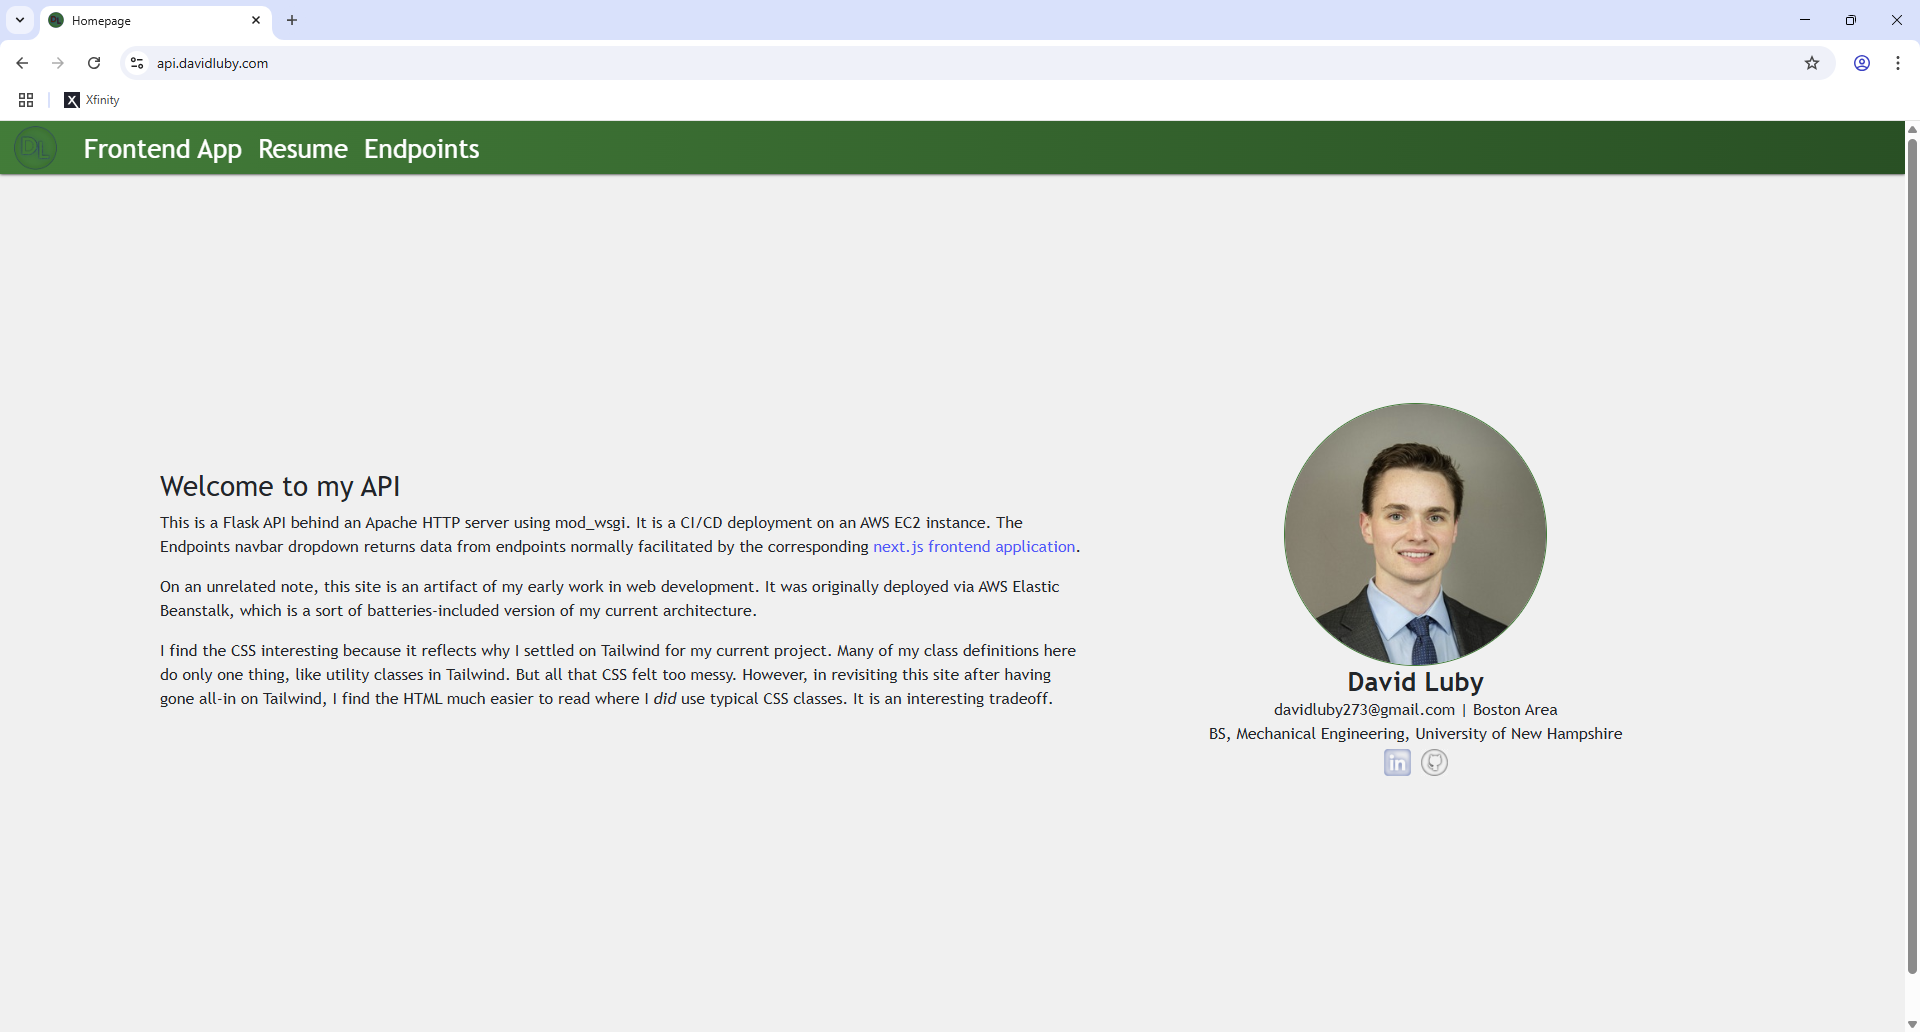 Homepage
api.davidluby.com
Xfinity
DL
Frontend App Resume Endpoints
Welcome to my API
This is a Flask API behind an Apache HTTP server using mod_wsgi. It is a CI/CD deployment on an AWS EC2 instance. The
Endpoints navbar dropdown returns data from endpoints normally facilitated by the corresponding next.js frontend application.
On an unrelated note, this site is an artifact of my early work in web development. It was originally deployed via AWS Elastic
Beanstalk, which is a sort of batteries-included version of my current architecture.
I find the CSS interesting because it reflects why I settled on Tailwind for my current project. Many of my class definitions here
do only one thing, like utility classes in Tailwind. But all that CSS felt too messy. However, in revisiting this site after having
gone all-in on Tailwind, I find the HTML much easier to read where I did use typical CSS classes. It is an interesting tradeoff.
David Luby
davidluby273@gmail.com | Boston Area
BS, Mechanical Engineering, University of New Hampshire
in